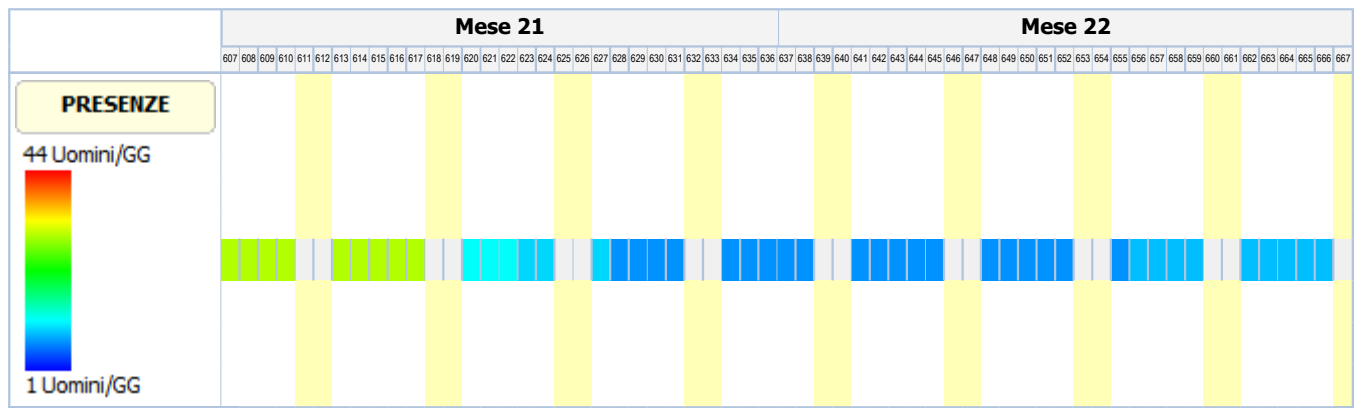 Mese 21 Mese 22
607 608 609 610 611 612 613 614 615 616 617 618 619 620 621 622 623 624 625 626 627 628 629 630 631 632 633 634 635 636 637 638 639 640 641 642 643 644 645 646 647 648 649 650 651 652 653 654 655 656 657 658 659 660 661 662 663 664 665 666 667
PRESENZE
44 Uomini/GG
1 Uomini/GG